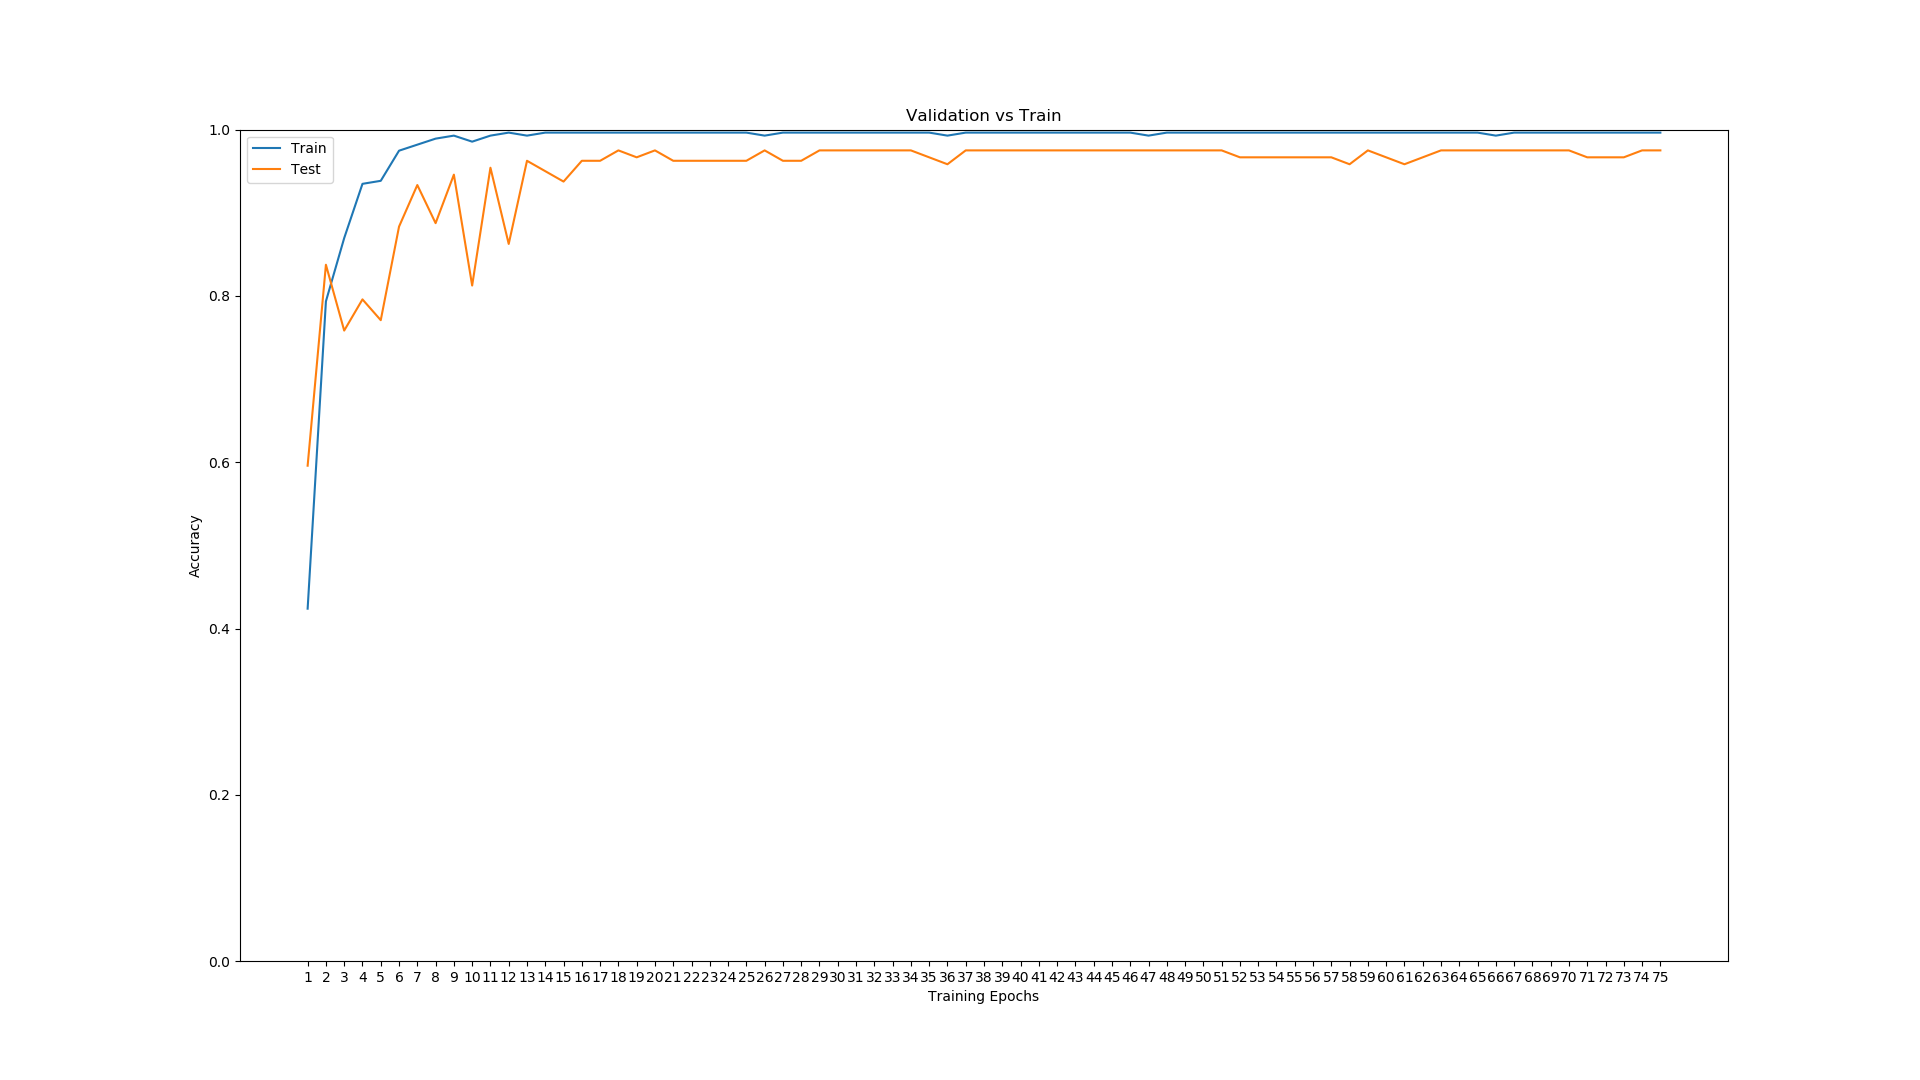 Validation vs Train
1.0
Train
Test
0.8
0.6
Accuracy
0.4
0.2
0.0
1 2 3 4 5 6 7 8 9 10 11 12 13 14 15 16 17 18 19 20 21 22 23 24 25 26 27 28 29 30 31 32 33 34 35 36 37 38 39 40 41 42 43 44 45 46 47 48 49 50 51 52 53 54 55 56 57 58 59 60 61 62 63 64 65 66 67 68 69 70 71 72 73 74 75
Training Epochs